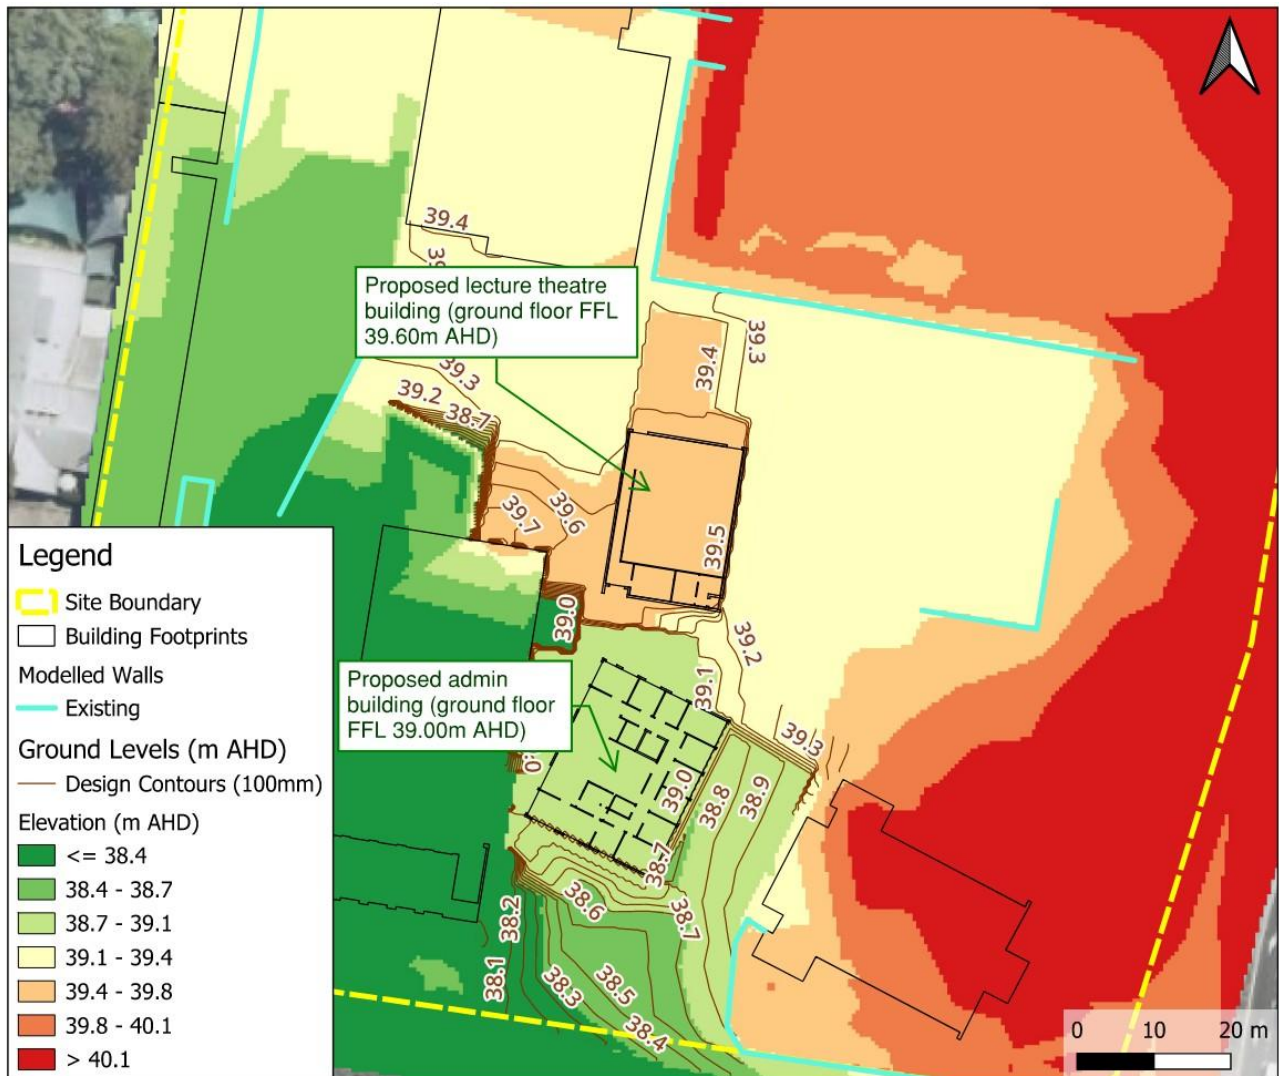 39.4
Proposed lecture theatre
building (ground floor FFL
39.60m AHD)
39.3
39.4
39.3
39.2
38.7
39.6
39.7
39.5
39.0
39.2
39.1
Proposed admin
building (ground floor
FFL 39.00m AHD)
39.3
39.0
38.8
38.9
38.7
38.6
38.7
38.2
38.1
38.3
38.5
38.4
Legend
Site Boundary
Building Footprints
Modelled Walls
Existing
Ground Levels (m AHD)
Design Contours (100mm)
Elevation (m AHD)
<= 38.4
38.4 - 38.7
38.7 - 39.1
39.1 - 39.4
39.4 - 39.8
39.8 - 40.1
> 40.1
0 10 20 m